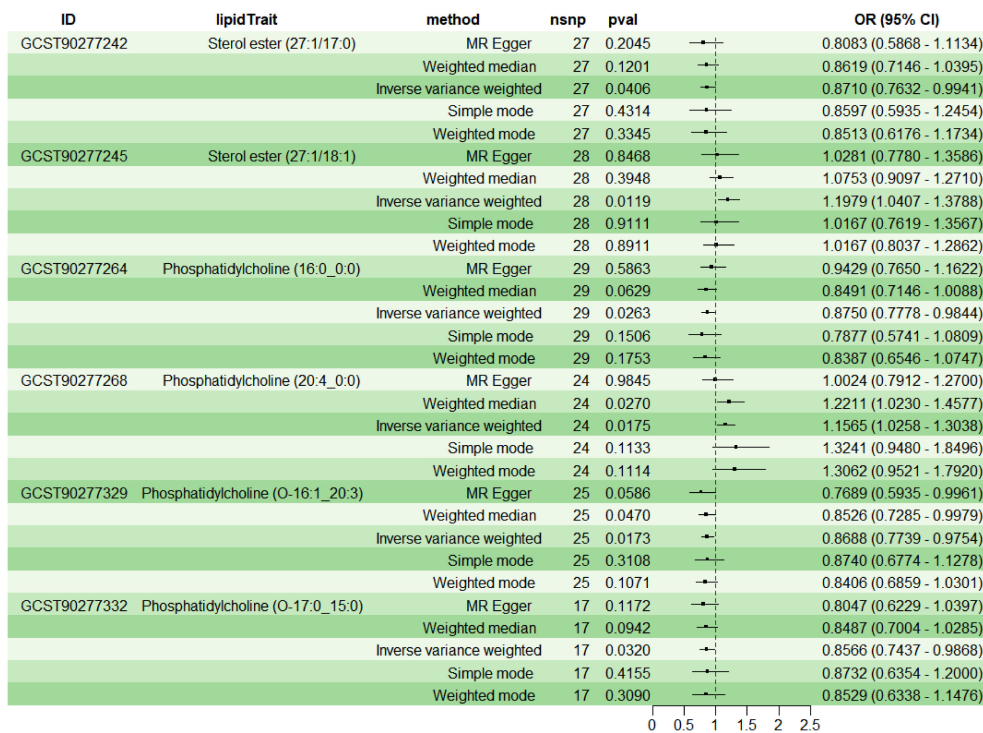 ID lipidTrait method nsnp pval OR (95% CI)
GCST90277242 Sterol ester (27:1/17:0) MR Egger 27 0.2045 0.8083 (0.5868 - 1.1134)
Weighted median 27 0.1201 0.8619 (0.7146 - 1.0395)
Inverse variance weighted 27 0.0406 0.8710 (0.7632 - 0.9941)
Simple mode 27 0.4314 0.8597 (0.5935 - 1.2454)
Weighted mode 27 0.3345 0.8513 (0.6176 - 1.1734)
GCST90277245 Sterol ester (27:1/18:1) MR Egger 28 0.8468 1.0281 (0.7780 - 1.3586)
Weighted median 28 0.3948 1.0753 (0.9097 - 1.2710)
Inverse variance weighted 28 0.0119 1.1979 (1.0407 - 1.3788)
Simple mode 28 0.9111 1.0167 (0.7619 - 1.3567)
Weighted mode 28 0.8911 1.0167 (0.8037 - 1.2862)
GCST90277264 Phosphatidylcholine (16:0_0:0) MR Egger 29 0.5863 0.9429 (0.7650 - 1.1622)
Weighted median 29 0.0629 0.8491 (0.7146 - 1.0088)
Inverse variance weighted 29 0.0263 0.8750 (0.7778 - 0.9844)
Simple mode 29 0.1506 0.7877 (0.5741 - 1.0809)
Weighted mode 29 0.1753 0.8387 (0.6546 - 1.0747)
GCST90277268 Phosphatidylcholine (20:4_0:0) MR Egger 24 0.9845 1.0024 (0.7912 - 1.2700)
Weighted median 24 0.0270 1.2211 (1.0230 - 1.4577)
Inverse variance weighted 24 0.0175 1.1565 (1.0258 - 1.3038)
Simple mode 24 0.1133 1.3241 (0.9480 - 1.8496)
Weighted mode 24 0.1114 1.3062 (0.9521 - 1.7920)
GCST90277329 Phosphatidylcholine (O-16:1_20:3) MR Egger 25 0.0586 0.7689 (0.5935 - 0.9961)
Weighted median 25 0.0470 0.8526 (0.7285 - 0.9979)
Inverse variance weighted 25 0.0173 0.8688 (0.7739 - 0.9754)
Simple mode 25 0.3108 0.8740 (0.6774 - 1.1278)
Weighted mode 25 0.1071 0.8406 (0.6859 - 1.0301)
GCST90277332 Phosphatidylcholine (O-17:0_15:0) MR Egger 17 0.1172 0.8047 (0.6229 - 1.0397)
Weighted median 17 0.0942 0.8487 (0.7004 - 1.0285)
Inverse variance weighted 17 0.0320 0.8566 (0.7437 - 0.9868)
Simple mode 17 0.4155 0.8732 (0.6354 - 1.2000)
Weighted mode 17 0.3090 0.8529 (0.6338 - 1.1476)
0 0.5 1 1.5 2 2.5